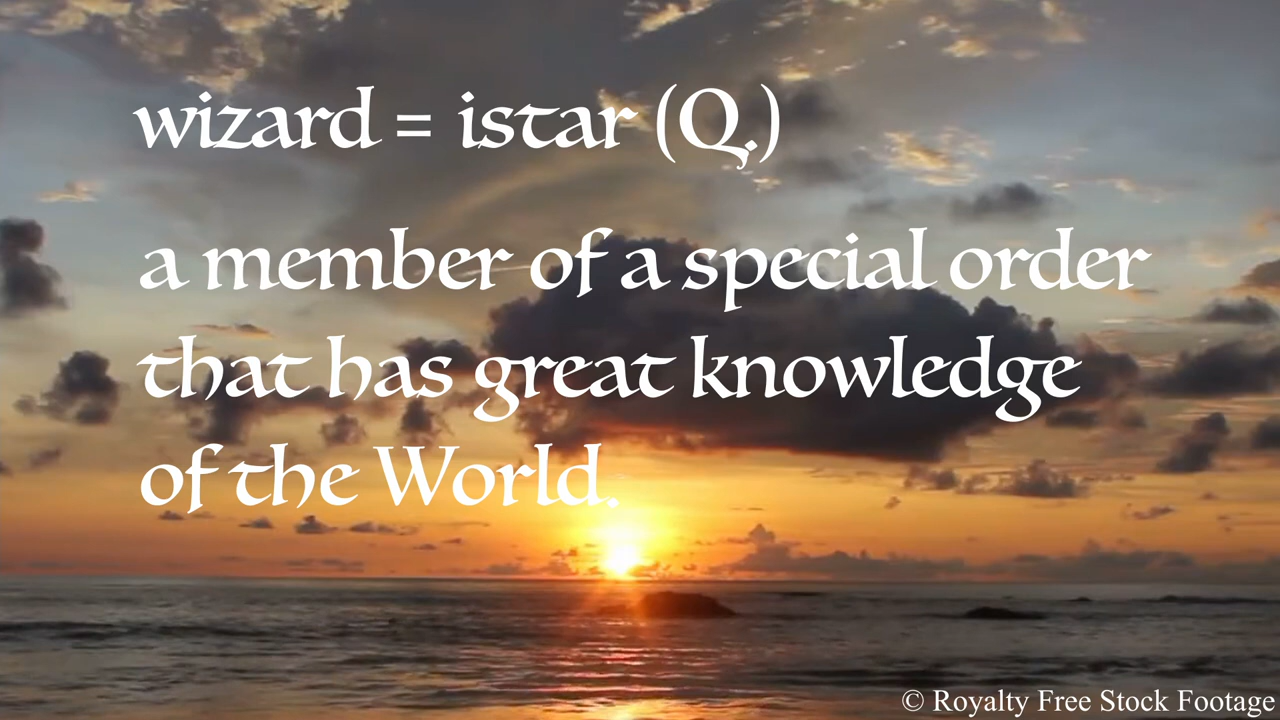 wizard = istar (Q.)
a member of a special order
that has great knowledge
of the World.
© Royalty Free Stock Footage